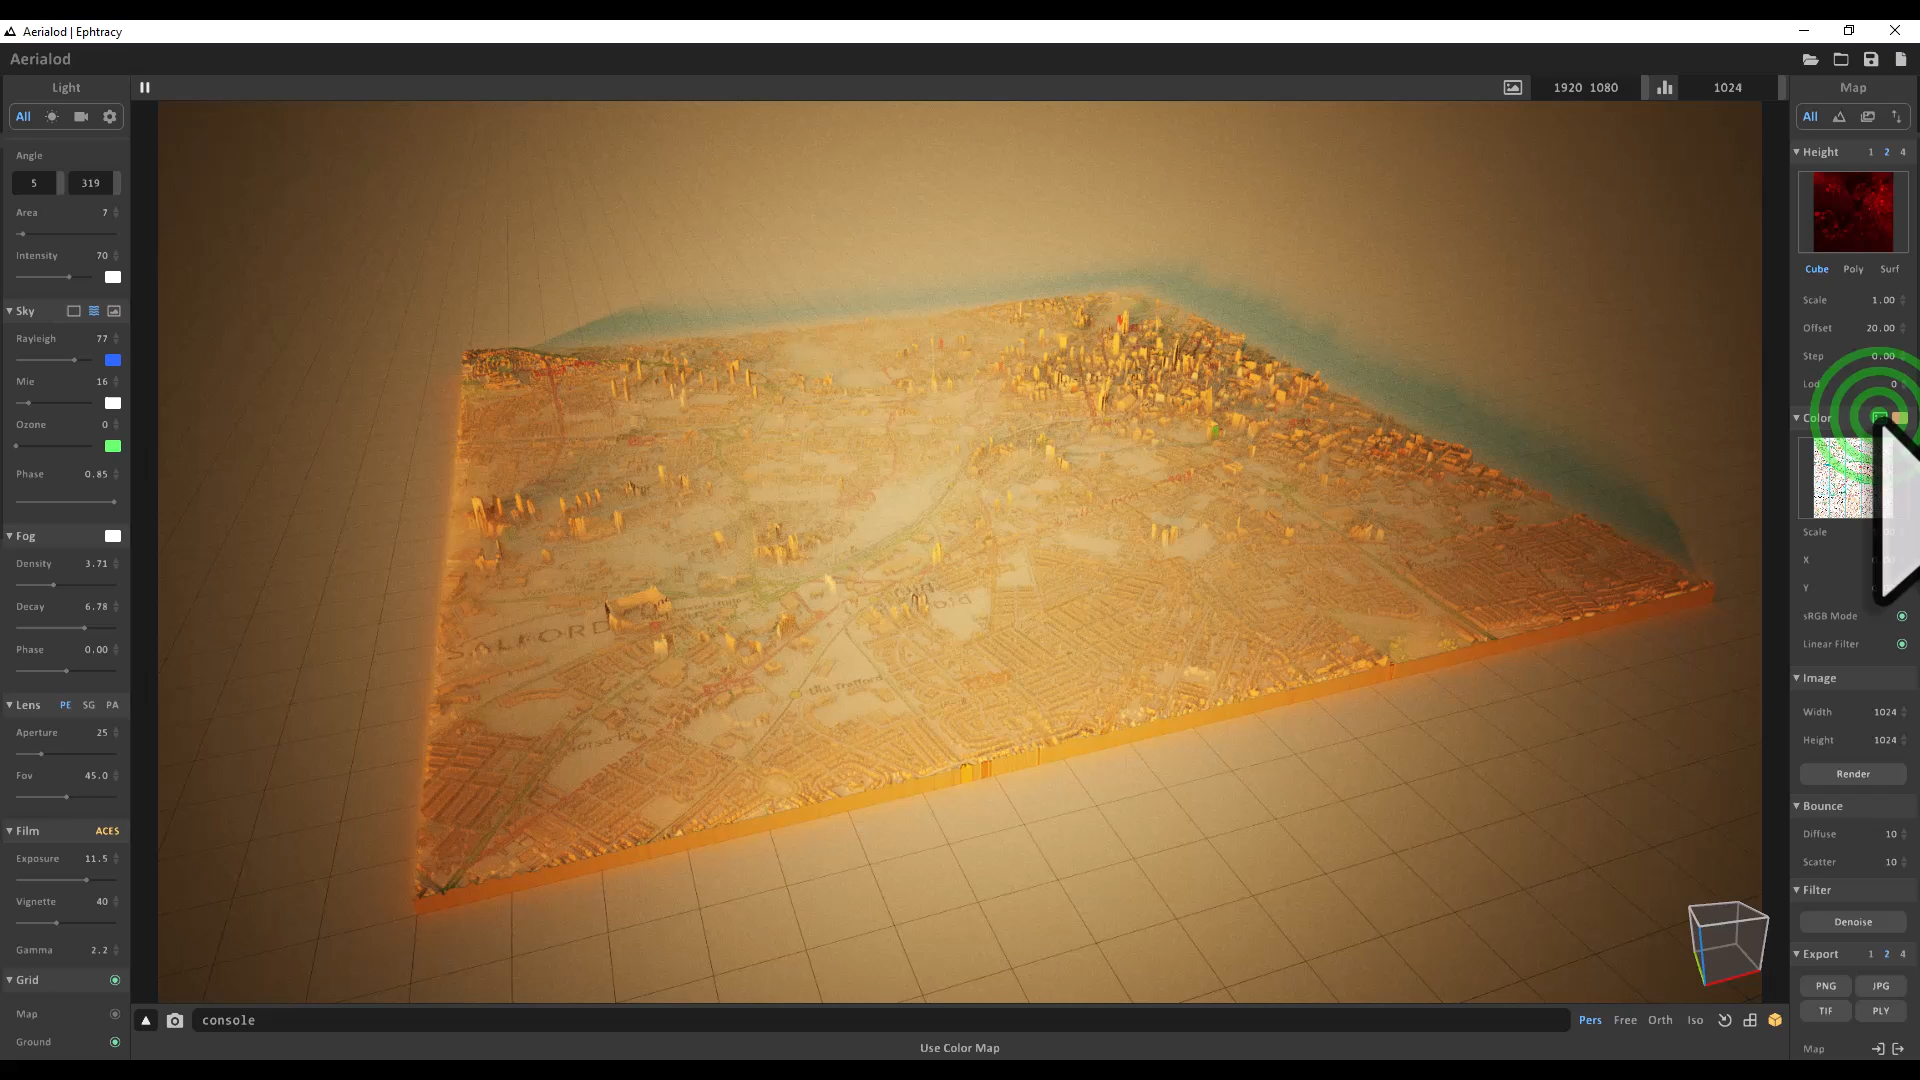 Aerialod | Ephtracy
Aerialod
Light
1920 1080
1024
Map
All
All
Angle
5 319
Area 7
Intensity 70
Sky
Rayleigh 77
Mie 16
Ozone 0
Phase 0.85
Fog
Density 3.71
Decay 6.78
Phase 0.00
Lens PE SG PA
Aperture 25
Fov 45.0
Film ACES
Exposure 11.5
Vignette 40
Gamma 2.2
Grid
Map
Ground
SALFORD
Old Trafford
Height 1 2 4
Cube Poly Surf
Scale 1.00
Offset 20.00
Step 0.00
Lod 0
Color
Scale
X
Y
sRGB Mode
Linear Filter
Image
Width 1024
Height 1024
Render
Bounce
Diffuse 10
Scatter 10
Filter
Denoise
Export 1 2 4
PNG JPG
TIF PLY
Map
console
Pers Free Orth Iso
Use Color Map